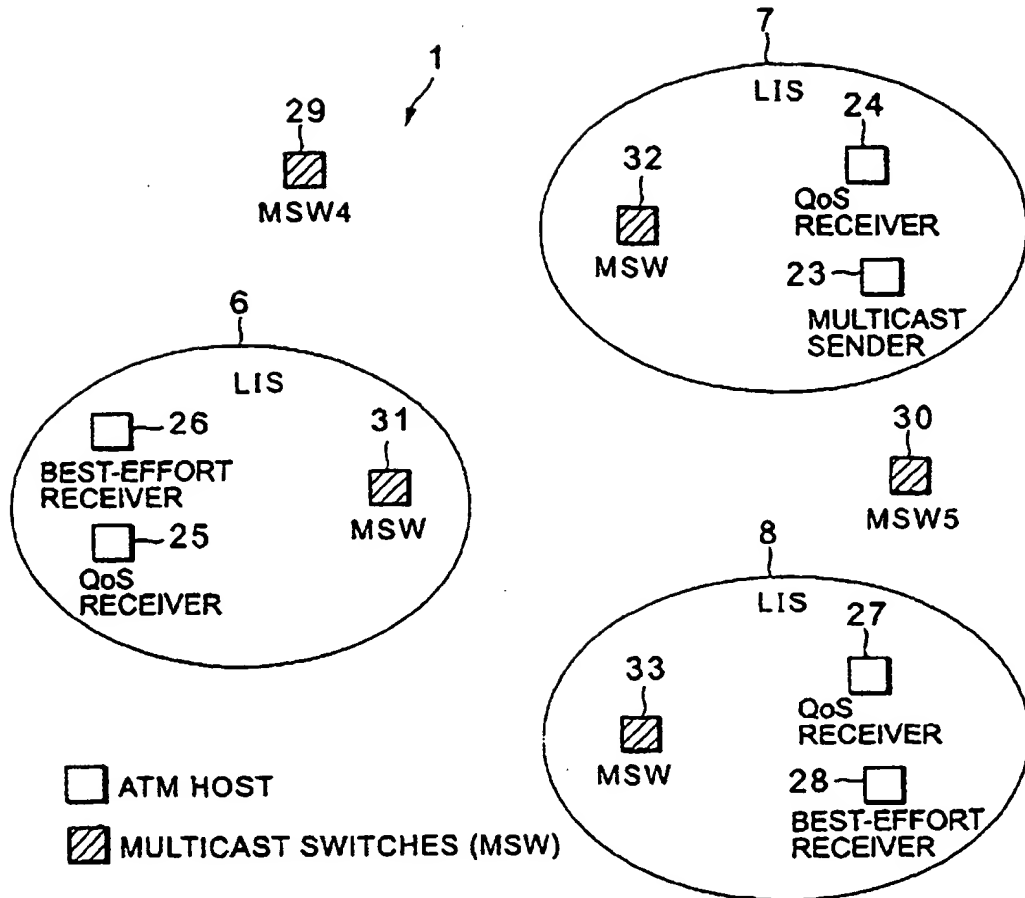 1
29
MSW4
7
LIS
24
32
QoS
RECEIVER
MSW
23
MULTICAST
SENDER
6
LIS
26
31
BEST-EFFORT
RECEIVER
MSW
25
QoS
RECEIVER
30
MSW5
8
LIS
27
33
QoS
RECEIVER
MSW
28
BEST-EFFORT
RECEIVER
ATM HOST
MULTICAST SWITCHES (MSW)